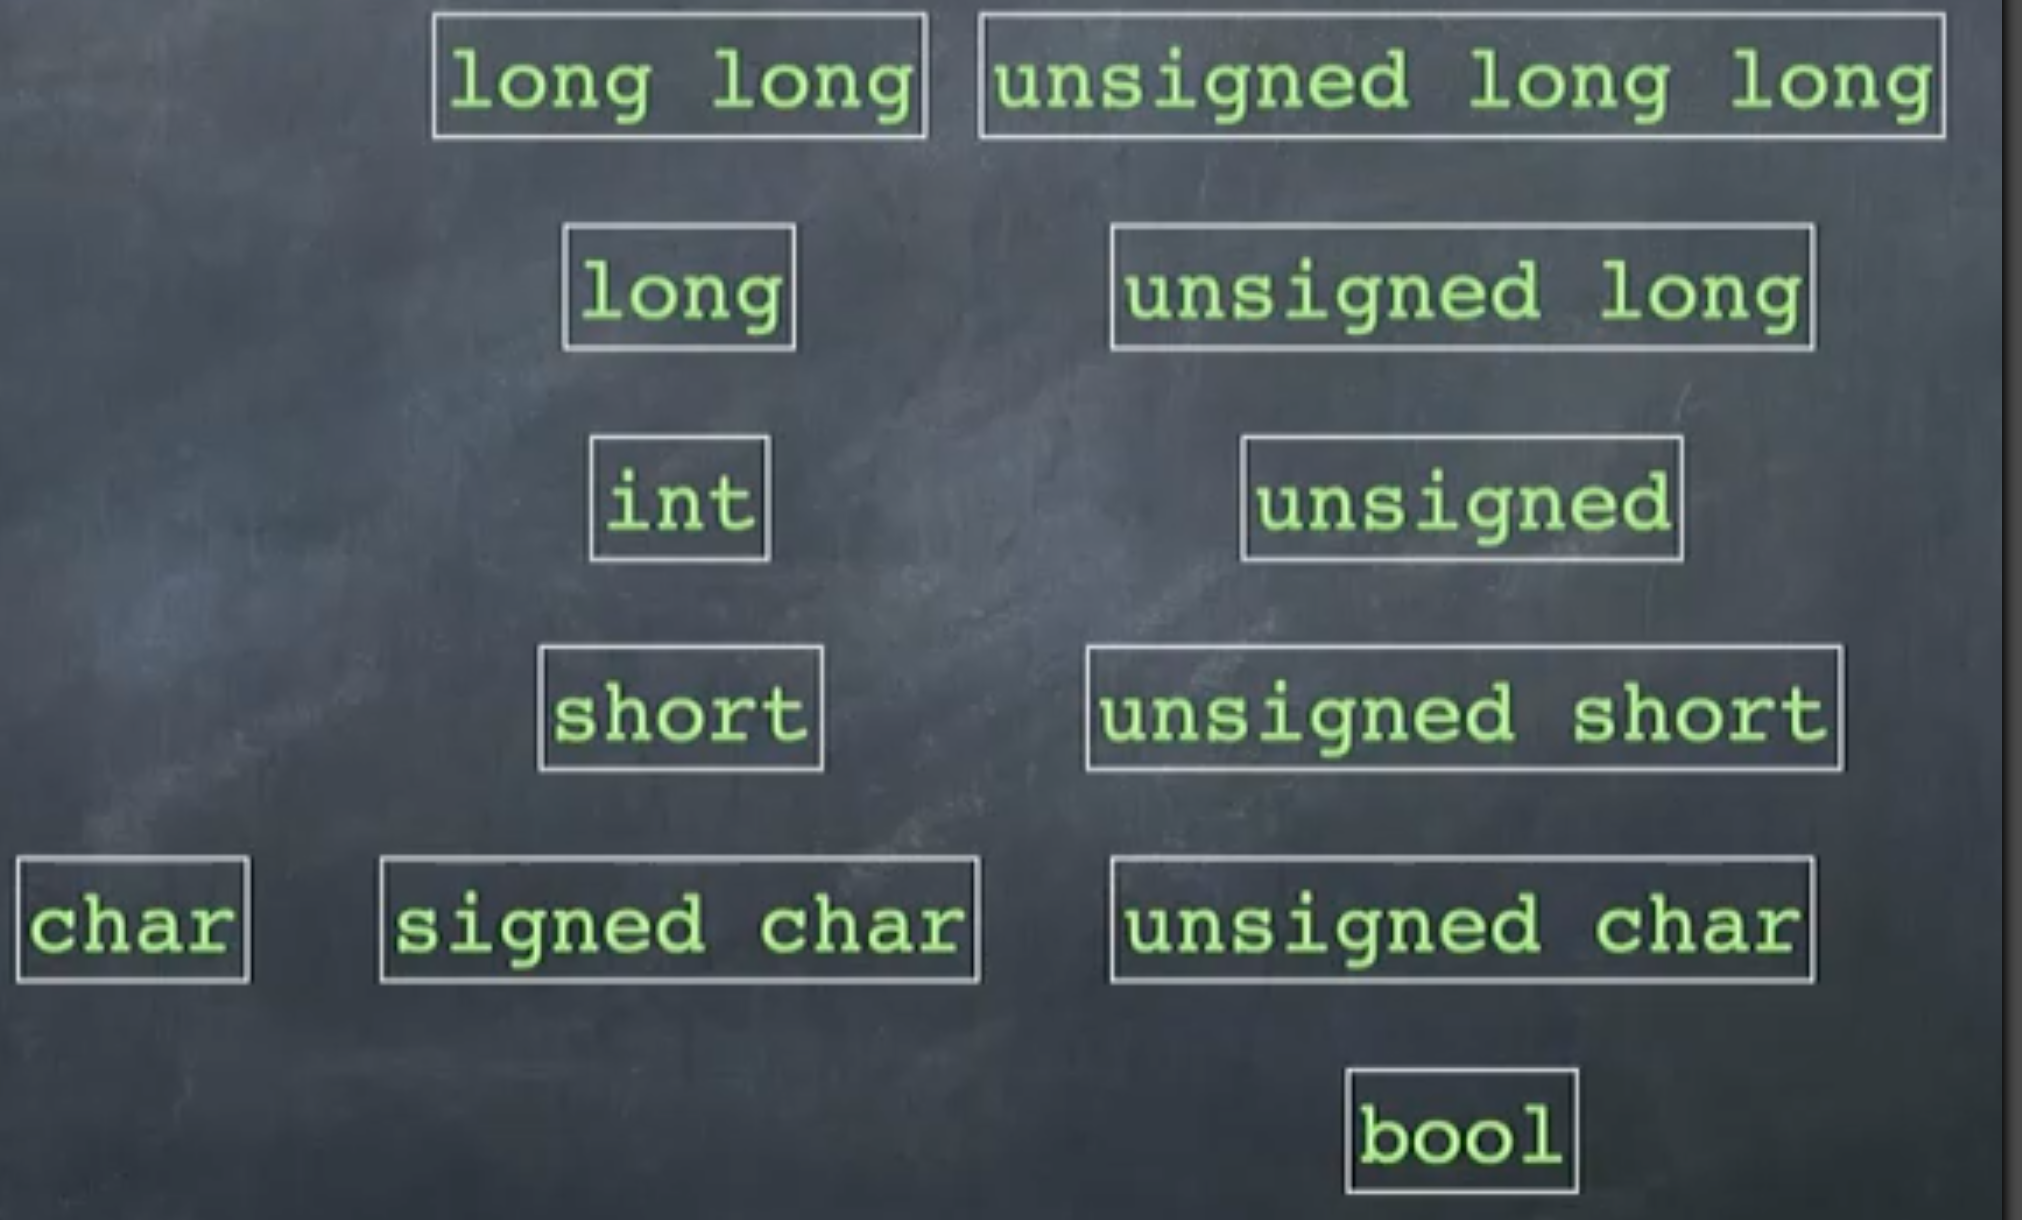 long long unsigned long long
long unsigned long
int unsigned
short unsigned short
char signed char unsigned char
bool